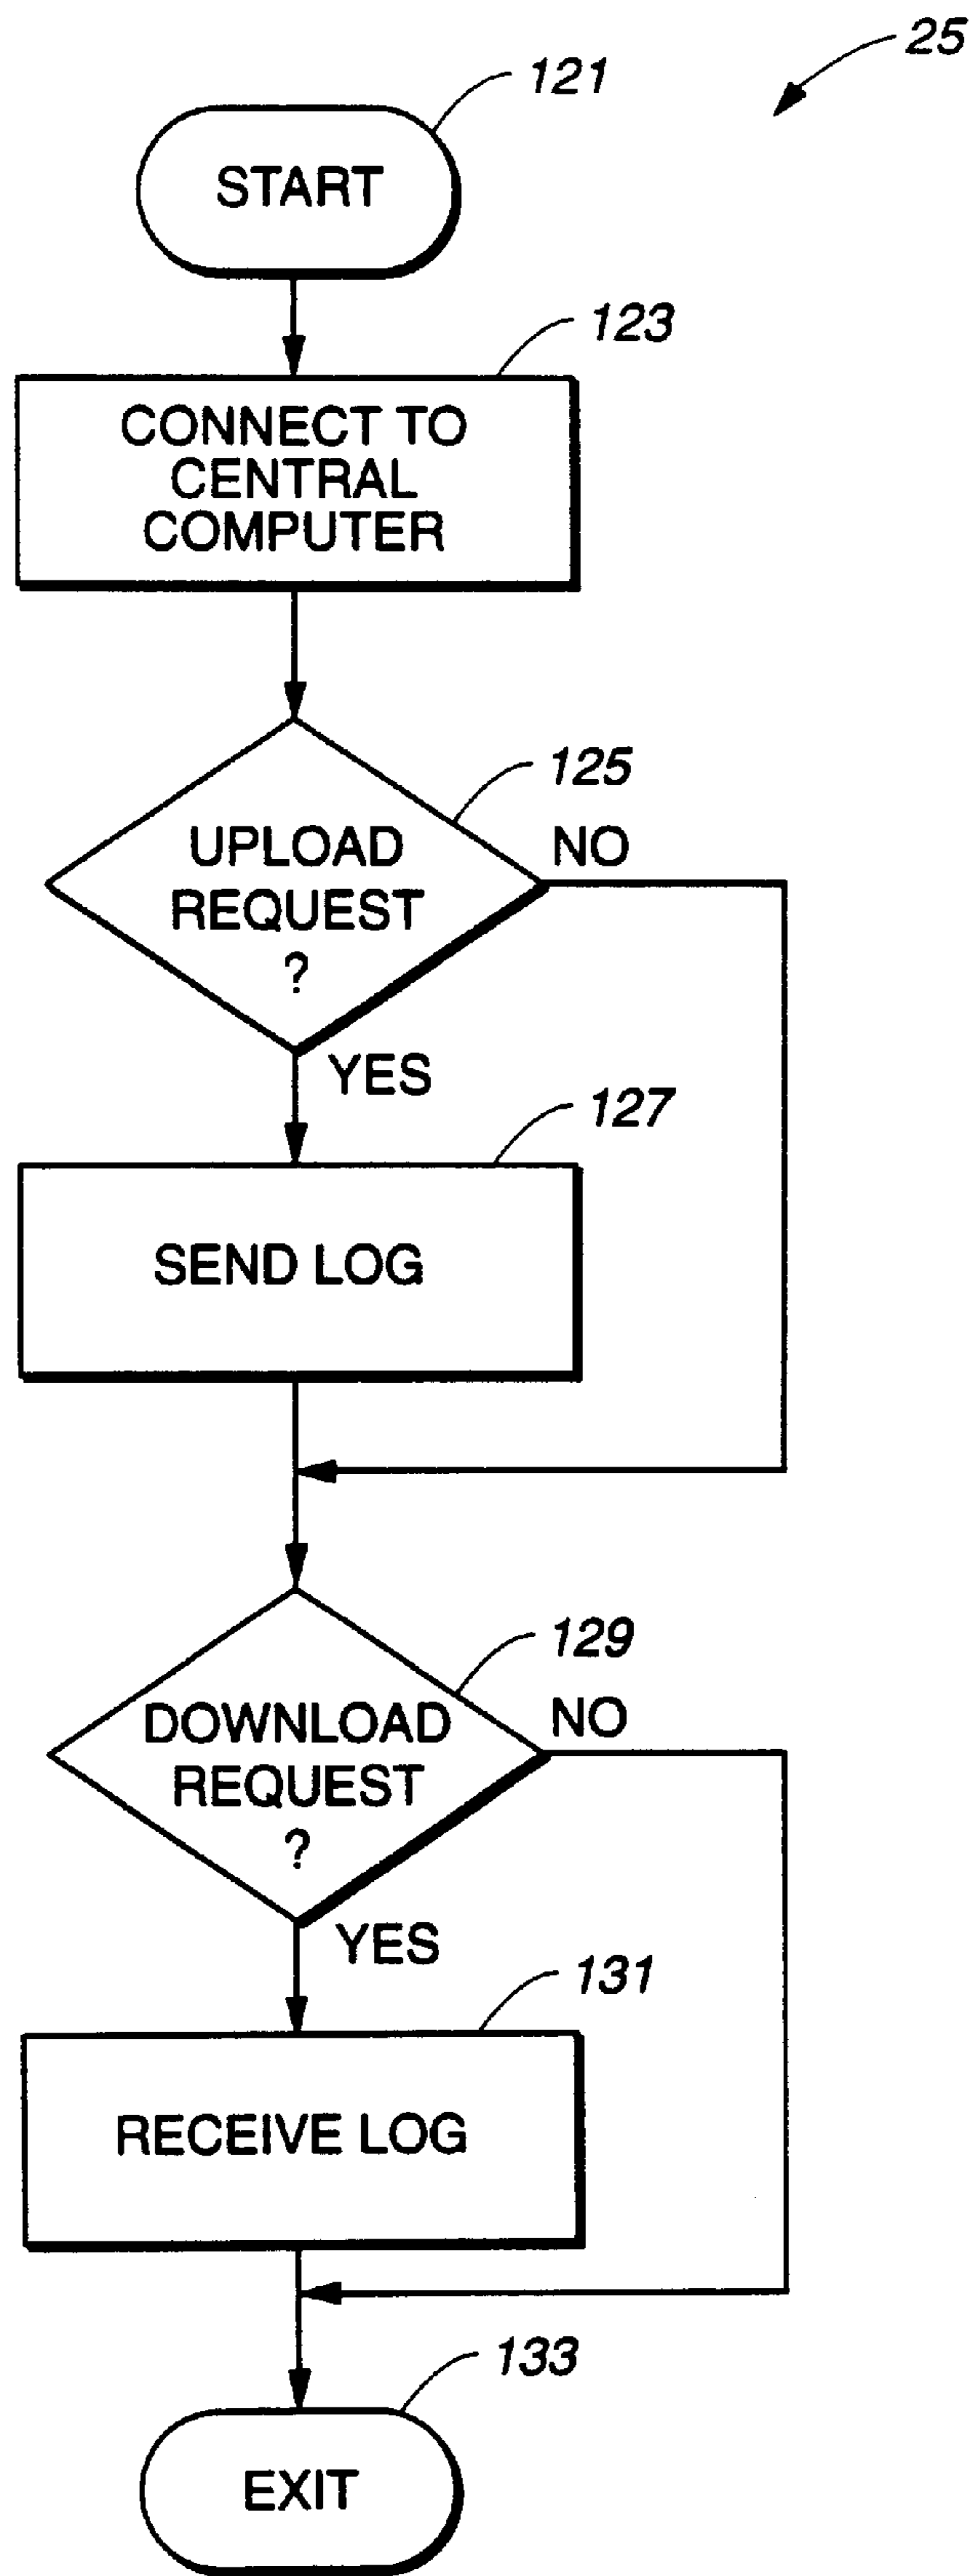 25
121
START
123
CONNECT TO
CENTRAL
COMPUTER
125
UPLOAD
REQUEST
?
NO
YES
127
SEND LOG
129
DOWNLOAD
REQUEST
?
NO
YES
131
RECEIVE LOG
133
EXIT